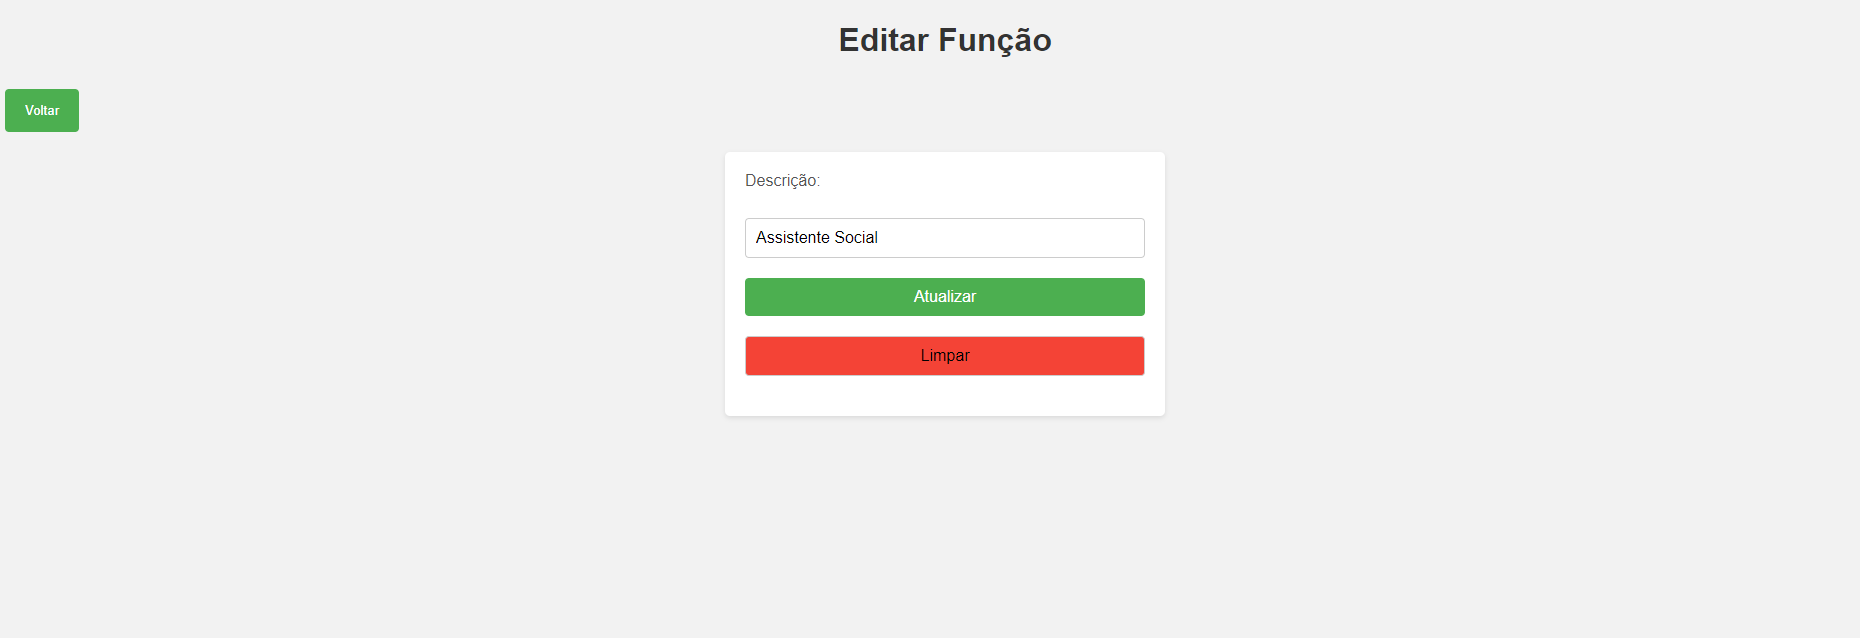 Editar Função
Voltar
Descrição:
Assistente Social
Atualizar
Limpar